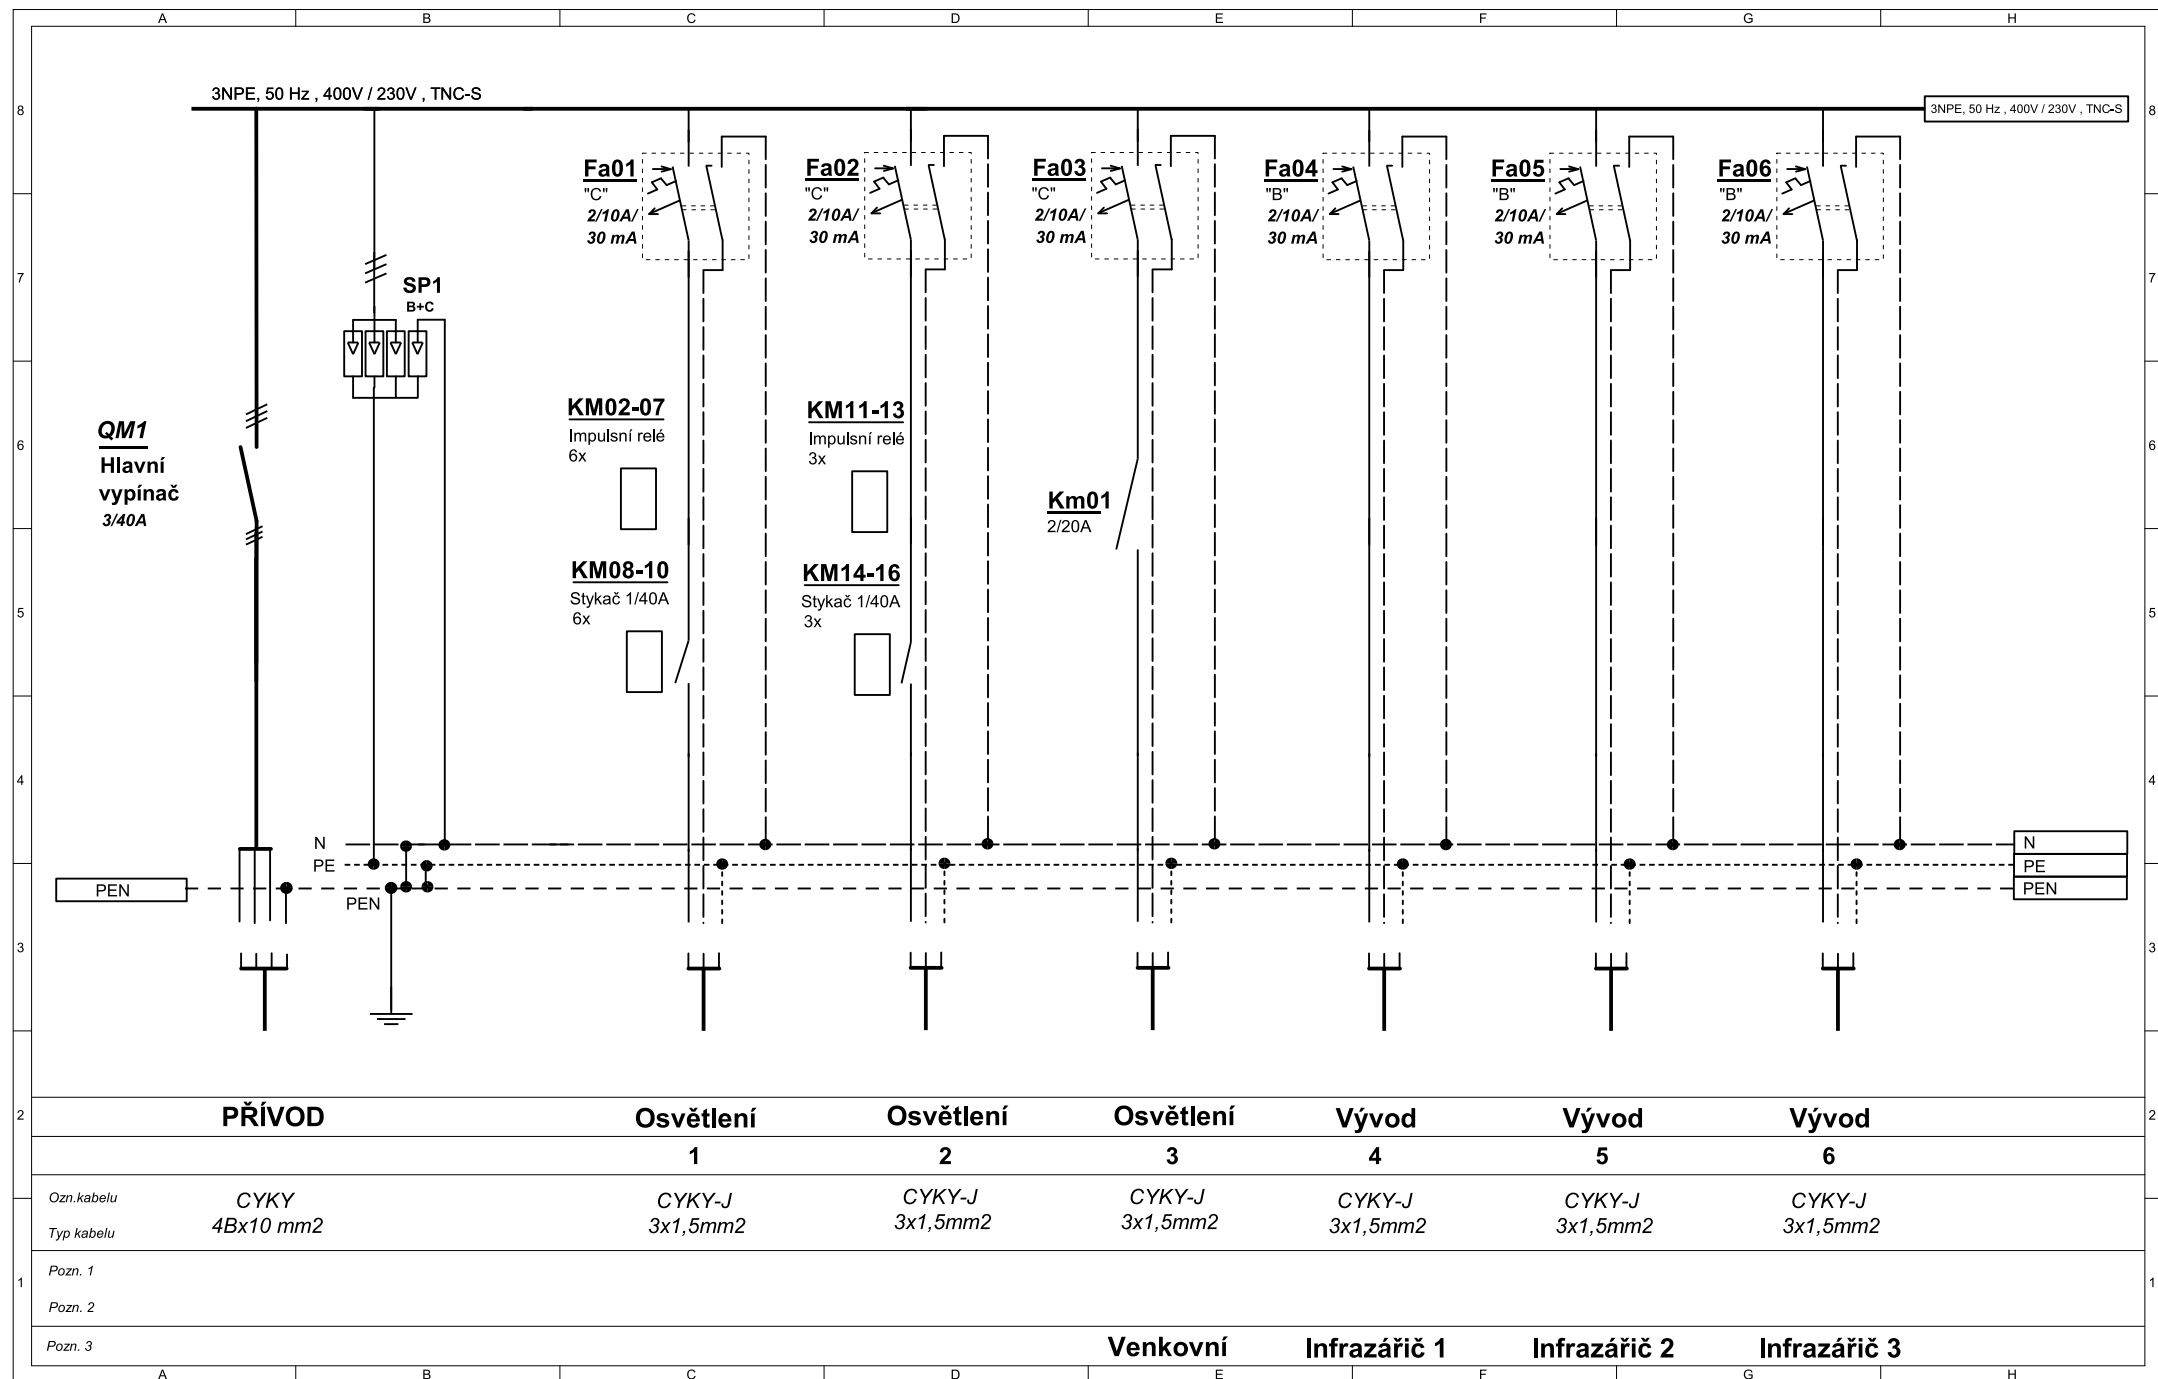 A B C D E F G H
3NPE, 50 Hz , 400V / 230V , TNC-S
8 3NPE, 50 Hz , 400V / 230V , TNC-S 8
Fa01
"C"
2/10A/
30 mA
Fa02
"C"
2/10A/
30 mA
Fa03
"C"
2/10A/
30 mA
Fa04
"B"
2/10A/
30 mA
Fa05
"B"
2/10A/
30 mA
Fa06
"B"
2/10A/
30 mA
7 7
SP1
B+C
QM1
Hlavní
vypínač
3/40A
KM02-07
Impulsní relé
6x
KM11-13
Impulsní relé
3x
6 6
Km01
2/20A
KM08-10
Stykač 1/40A
6x
KM14-16
Stykač 1/40A
3x
5 5
4 4
N N
PE PE
PEN PEN
PEN
3 3
2 PŘÍVOD Osvětlení Osvětlení Osvětlení Vývod Vývod Vývod 2
1 2 3 4 5 6
Ozn.kabelu CYKY CYKY-J CYKY-J CYKY-J CYKY-J CYKY-J CYKY-J
Typ kabelu 4Bx10 mm2 3x1,5mm2 3x1,5mm2 3x1,5mm2 3x1,5mm2 3x1,5mm2 3x1,5mm2
Pozn. 1
1 1
Pozn. 2
Pozn. 3 Venkovní Infrazářič 1 Infrazářič 2 Infrazářič 3
A B C D E F G H